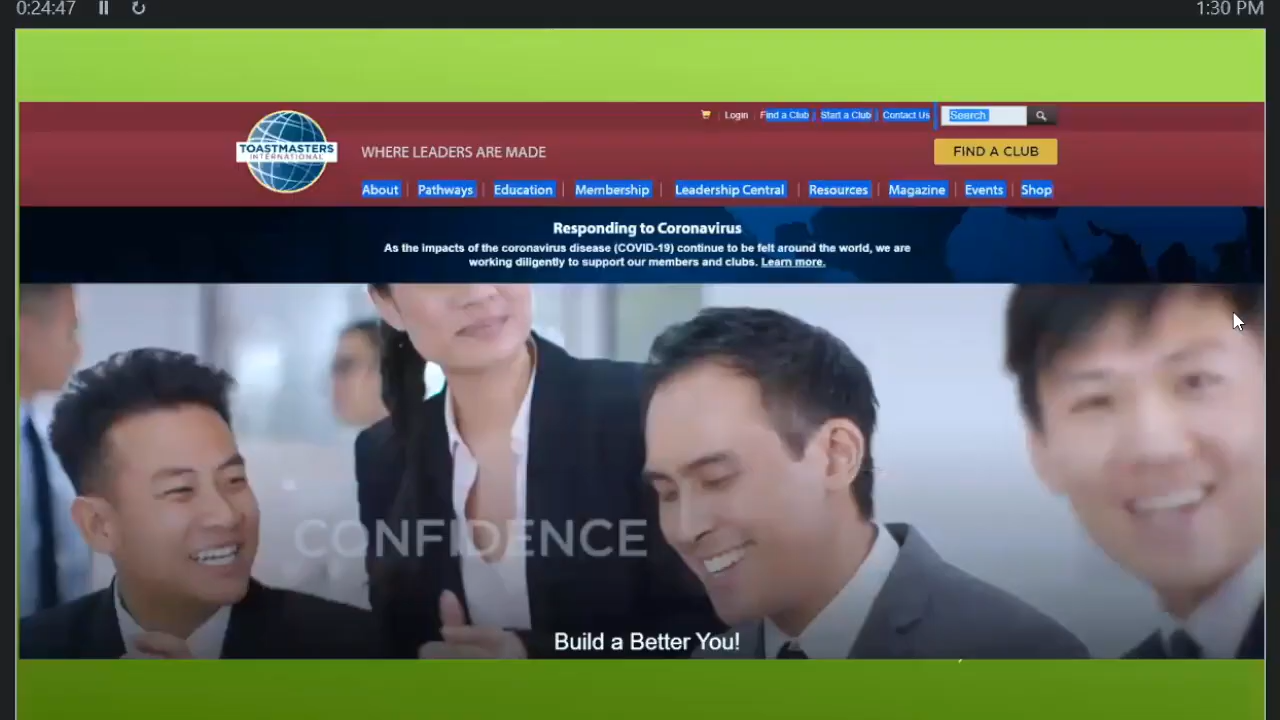 0:24:47
1:30 PM
Login Find a Club Start a Club Contact Us Search
TOASTMASTERS
INTERNATIONAL
WHERE LEADERS ARE MADE
FIND A CLUB
About Pathways Education Membership Leadership Central Resources Magazine Events Shop
Responding to Coronavirus
As the impacts of the coronavirus disease (COVID-19) continue to be felt around the world, we are
working diligently to support our members and clubs. Learn more.
CONFIDENCE
Build a Better You!